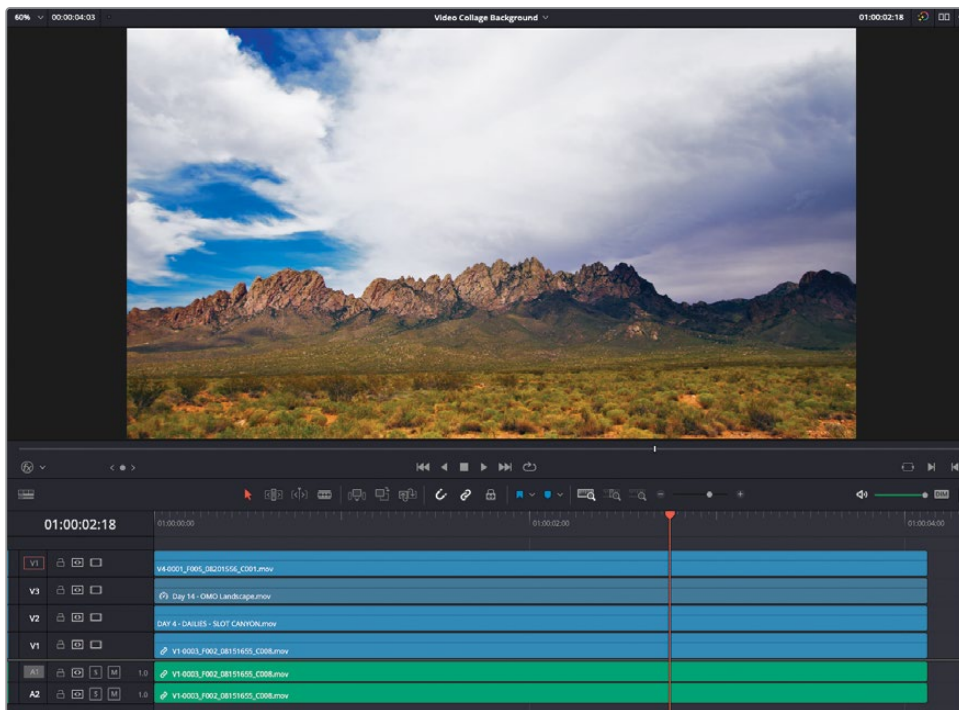 60% 00:00:04:03 Video Collage Background 01:00:02:18
fx
DIM
01:00:02:18 01:00:00:00 01:00:02:00 01:00:04:00
V1 V4-0001_F005_08201556_C001.mov
V3 Day 14 - OMO Landscape.mov
V2 DAY 4 - DAILIES - SLOT CANYON.mov
V1 V1-0003_F002_08151655_C008.mov
A1 S M 1.0 V1-0003_F002_08151655_C008.mov
A2 S M 1.0 V1-0003_F002_08151655_C008.mov